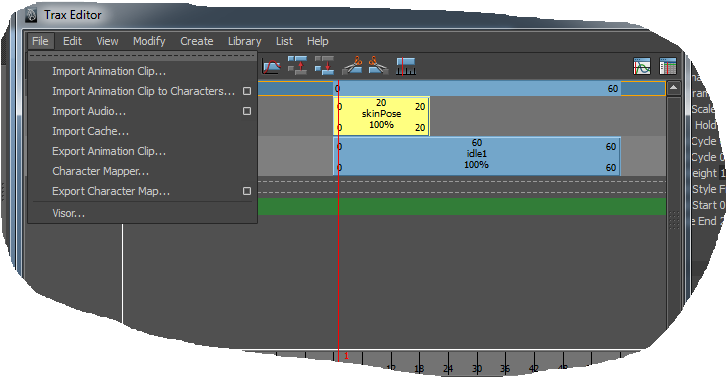 Trax Editor
File Edit View Modify Create Library List Help
Import Animation Clip...
Import Animation Clip to Characters...
Import Audio...
Import Cache...
Export Animation Clip...
Character Mapper...
Export Character Map...
Visor...
0 60
0 20 20
skinPose
0 100% 20
0 60 60
idle1
0 100% 60
1
12 18 24 30 36 42 48
Scale
Hold
Cycle
Cycle 0
eight 1
Style F
Start 0
e End 2